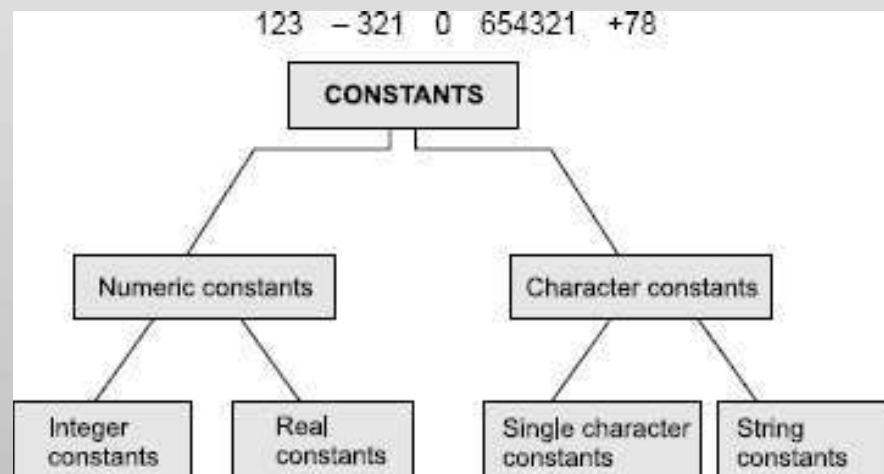 123 – 321 0 654321 +78
CONSTANTS
Numeric constants
Character constants
Integer
constants
Real
constants
Single character
constants
String
constants